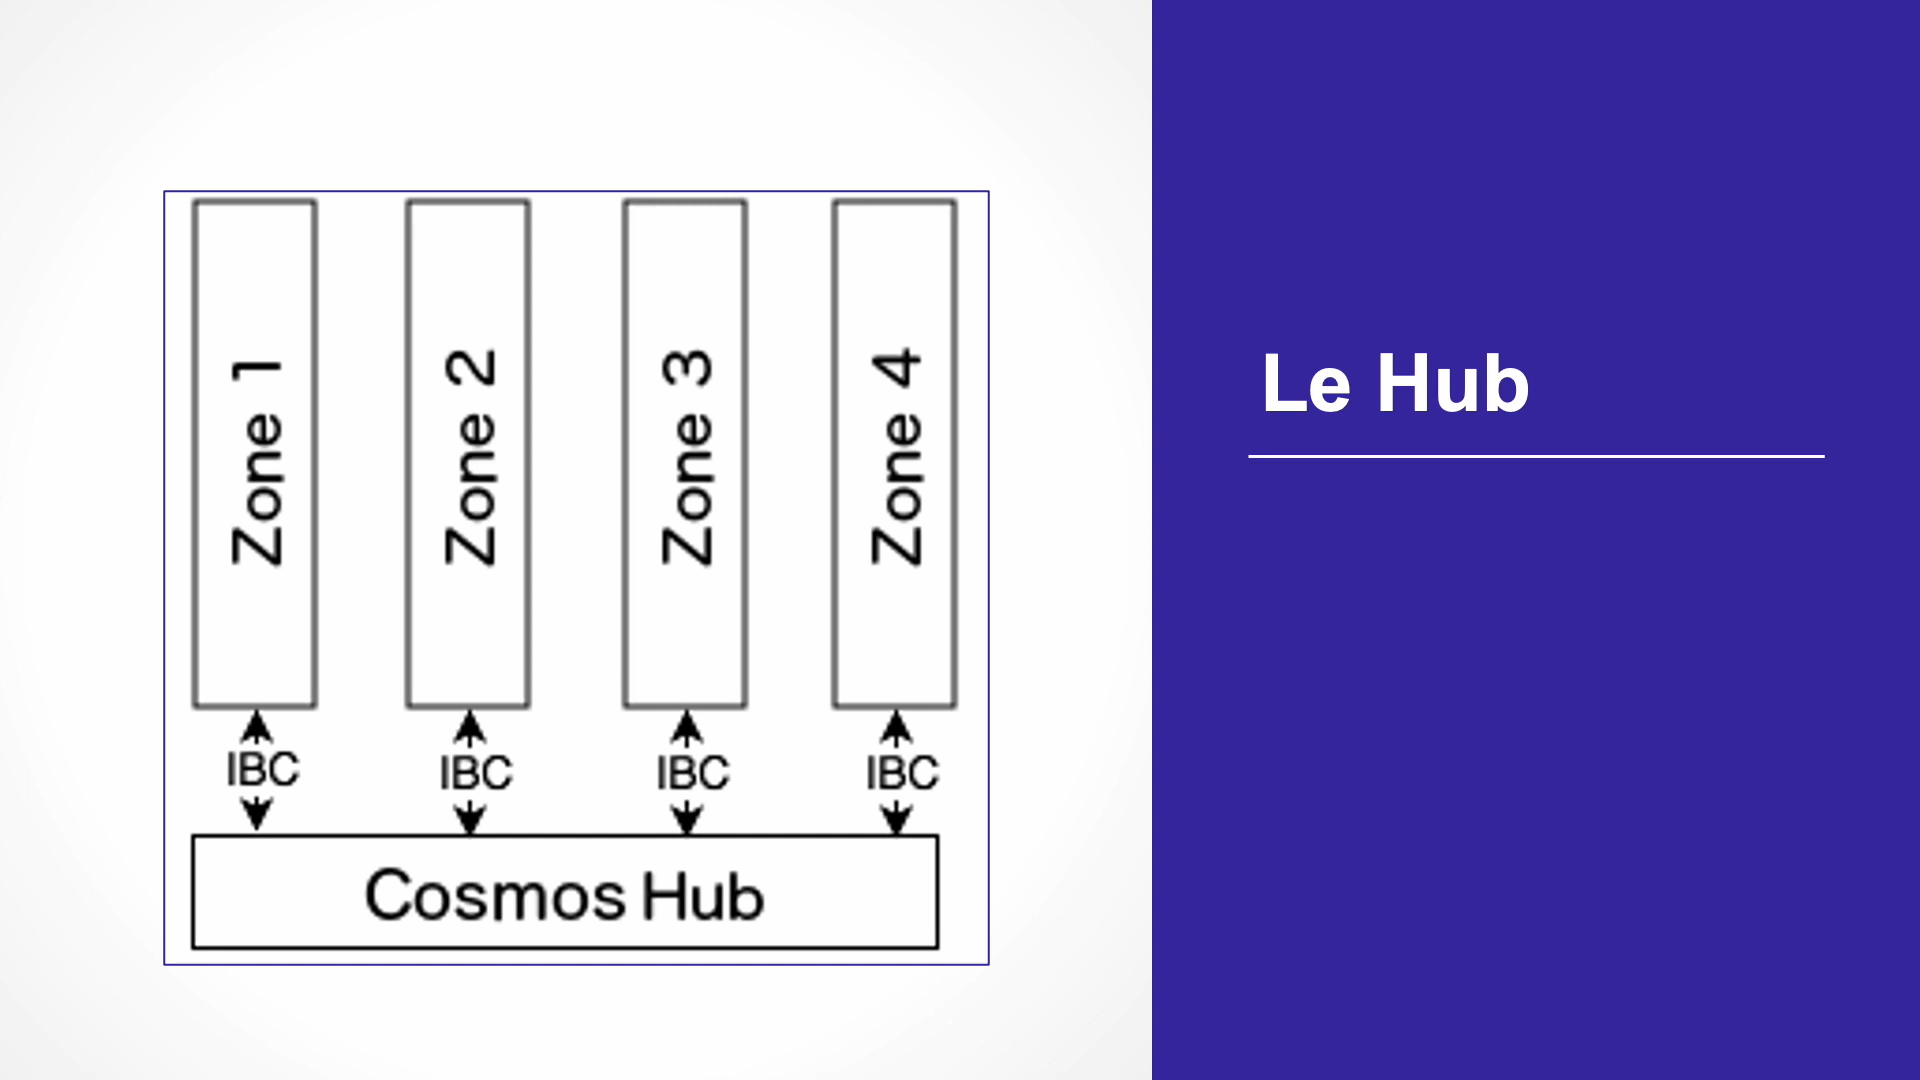 Zone 1
Zone 2
Zone 3
Zone 4
IBC
IBC
IBC
IBC
Cosmos Hub
Le Hub